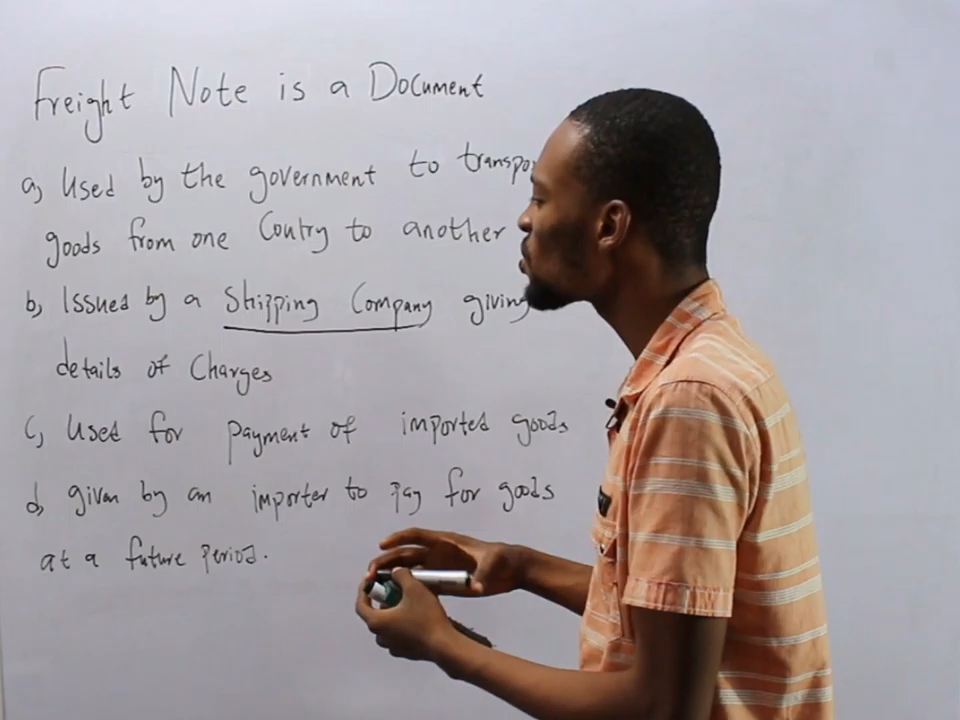 Freight Note is a Document
a, Used by the government to transpo
goods from one Contry to another
b, Issued by a Shipping Company giving
details of Charges
c, Used for payment of imported goods
d, given by an importer to pay for goods
at a future period.